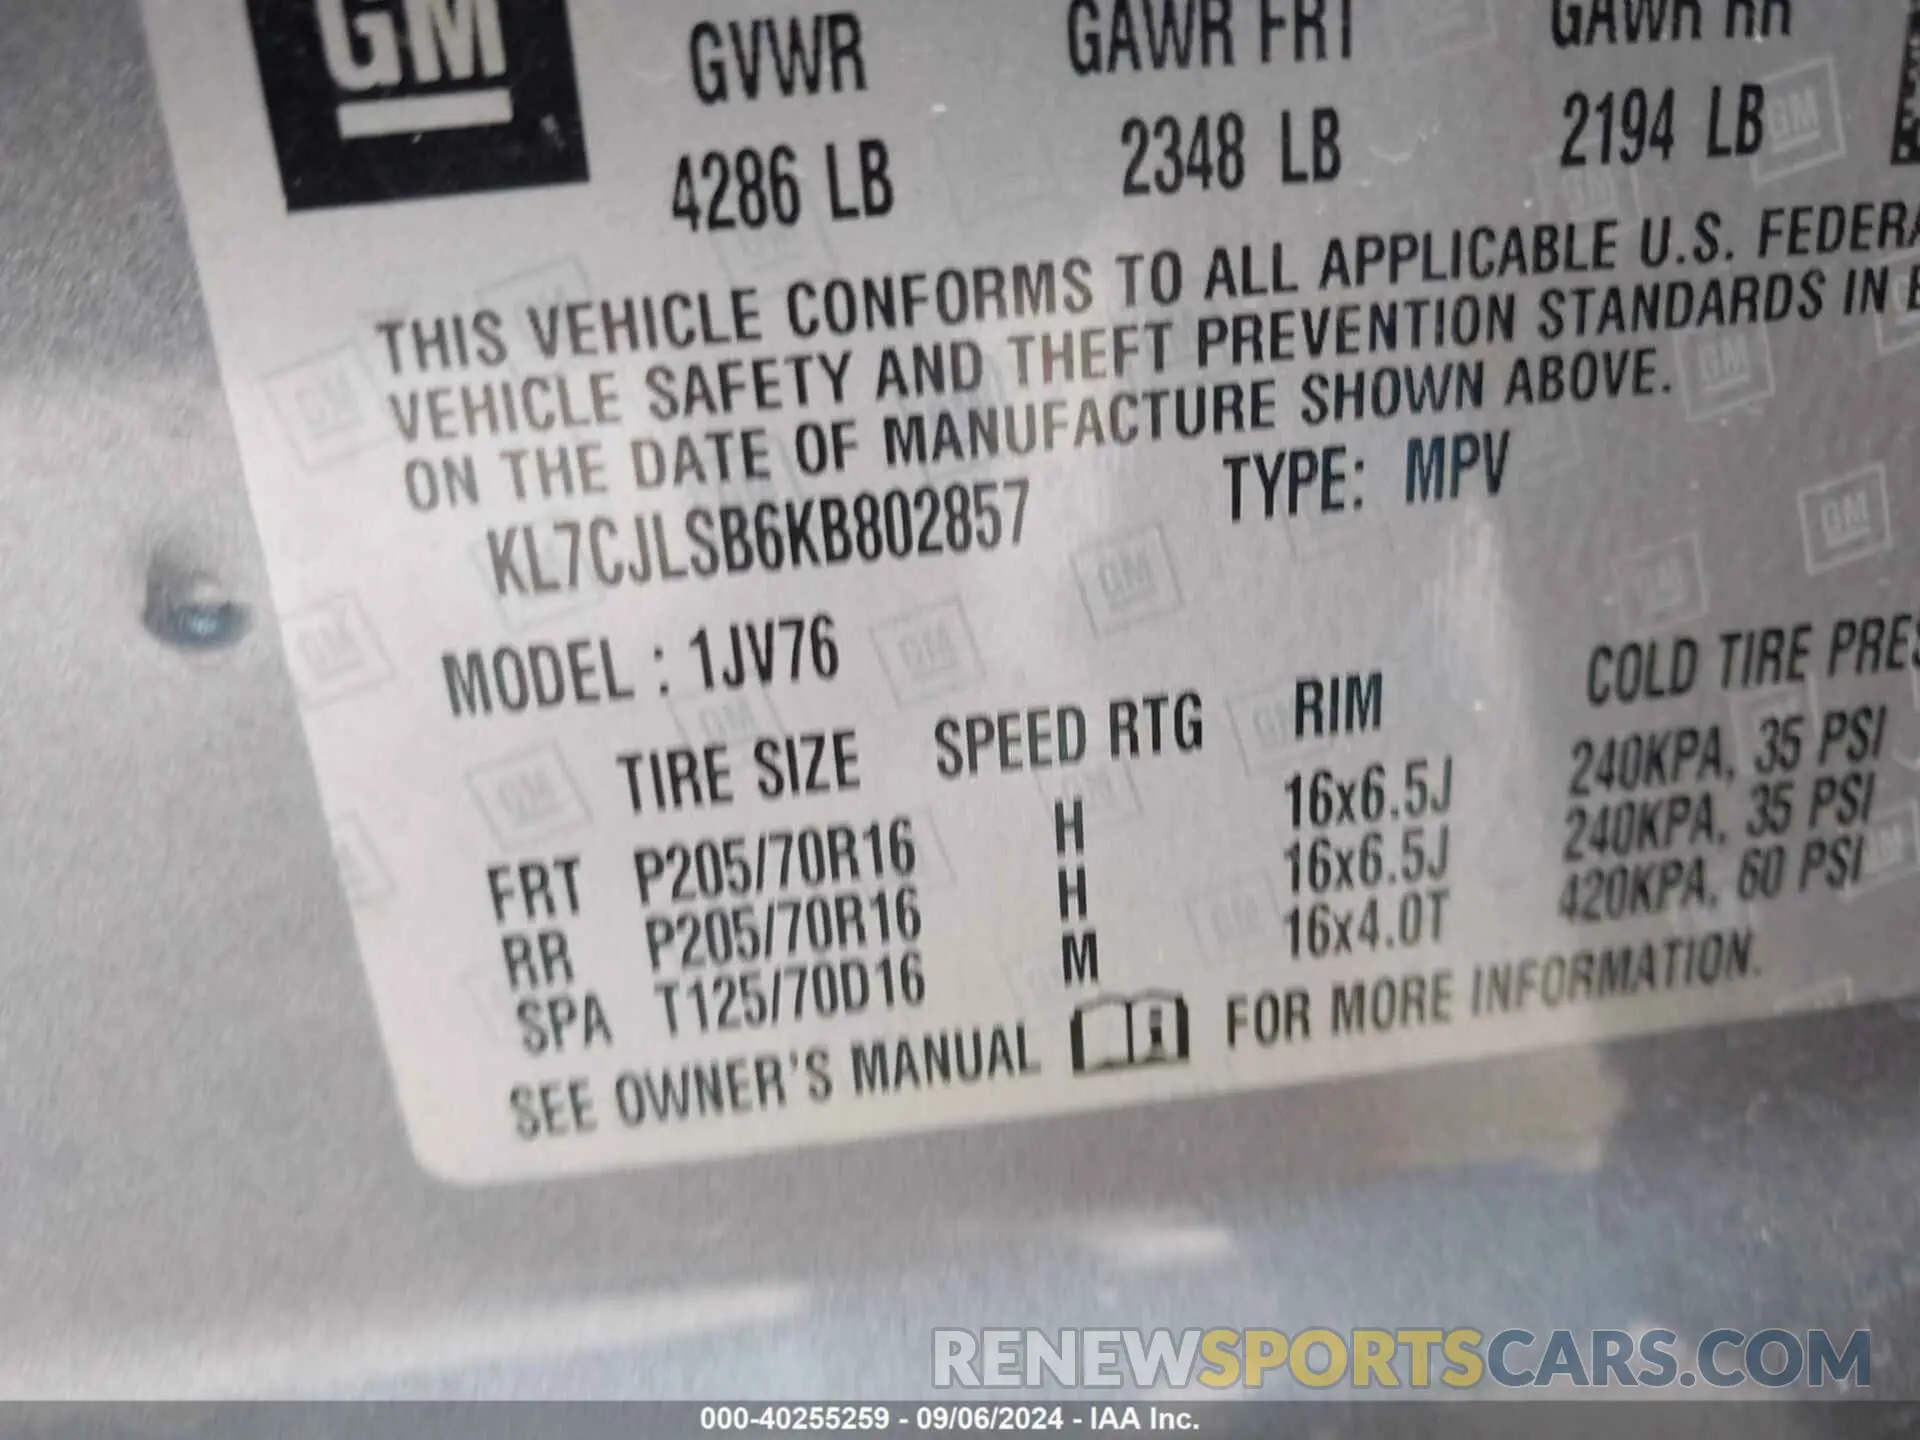 GM GVWR GAWR FRT GAWR RR
4286 LB 2348 LB 2194 LB
THIS VEHICLE CONFORMS TO ALL APPLICABLE U.S. FEDERA
VEHICLE SAFETY AND THEFT PREVENTION STANDARDS IN E
ON THE DATE OF MANUFACTURE SHOWN ABOVE.
KL7CJLSB6KB802857 TYPE: MPV
MODEL : 1JV76
TIRE SIZE SPEED RTG RIM COLD TIRE PRES
FRT P205/70R16 H 16x6.5J 240KPA, 35 PSI
RR P205/70R16 H 16x6.5J 240KPA, 35 PSI
SPA T125/70D16 M 16x4.0T 420KPA, 60 PSI
SEE OWNER'S MANUAL FOR MORE INFORMATION.
RENEWSPORTSCARS.COM
000-40255259 - 09/06/2024 - IAA Inc.